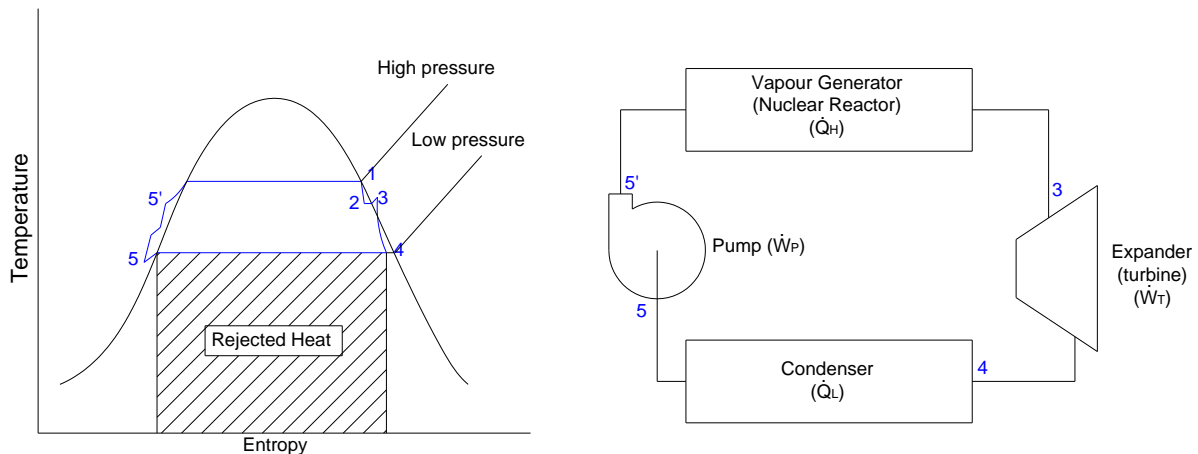 High pressure
Low pressure
1
5'
2
3
5
4
Rejected Heat
Temperature
Entropy
Vapour Generator
(Nuclear Reactor)
(Q̇H)
5'
3
Pump (ẆP)
Expander
(turbine)
(ẆT)
5
Condenser
(Q̇L)
4